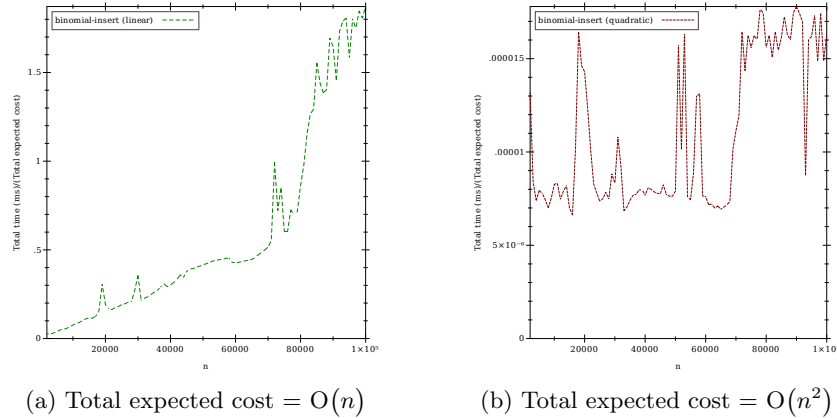 binomial-insert (linear)
Total time (ms)/(Total expected cost)
1.5
1
.5
0
20000 40000 60000 80000 1×10⁵
n
(a) Total expected cost = O(n)
binomial-insert (quadratic)
Total time (ms)/(Total expected cost)
.000015
.00001
5×10⁻⁶
0
20000 40000 60000 80000 1×10
n
(b) Total expected cost = O(n²)